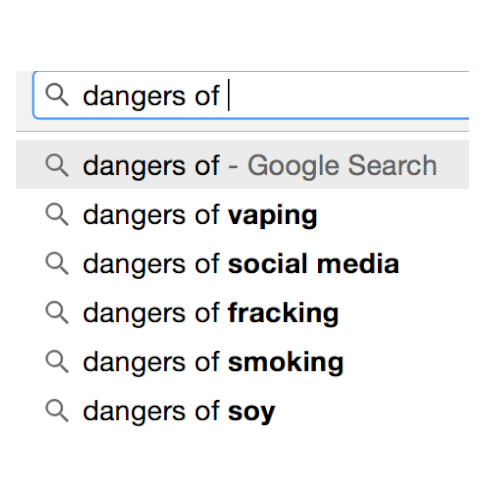 dangers of
dangers of - Google Search
dangers of vaping
dangers of social media
dangers of fracking
dangers of smoking
dangers of soy